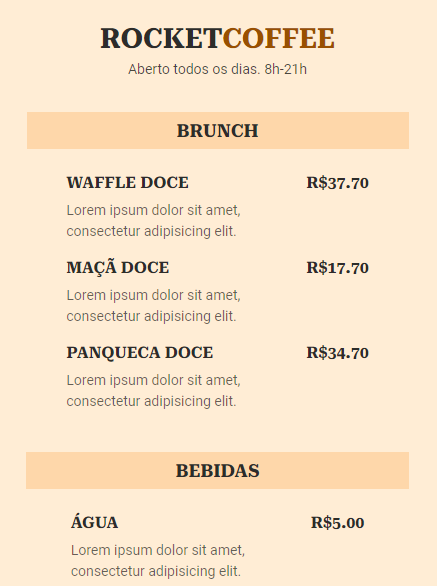 ROCKETCOFFEE
Aberto todos os dias. 8h-21h
BRUNCH
WAFFLE DOCE R$37.70
Lorem ipsum dolor sit amet,
consectetur adipisicing elit.
MAÇÃ DOCE R$17.70
Lorem ipsum dolor sit amet,
consectetur adipisicing elit.
PANQUECA DOCE R$34.70
Lorem ipsum dolor sit amet,
consectetur adipisicing elit.
BEBIDAS
ÁGUA R$5.00
Lorem ipsum dolor sit amet,
consectetur adipisicing elit.